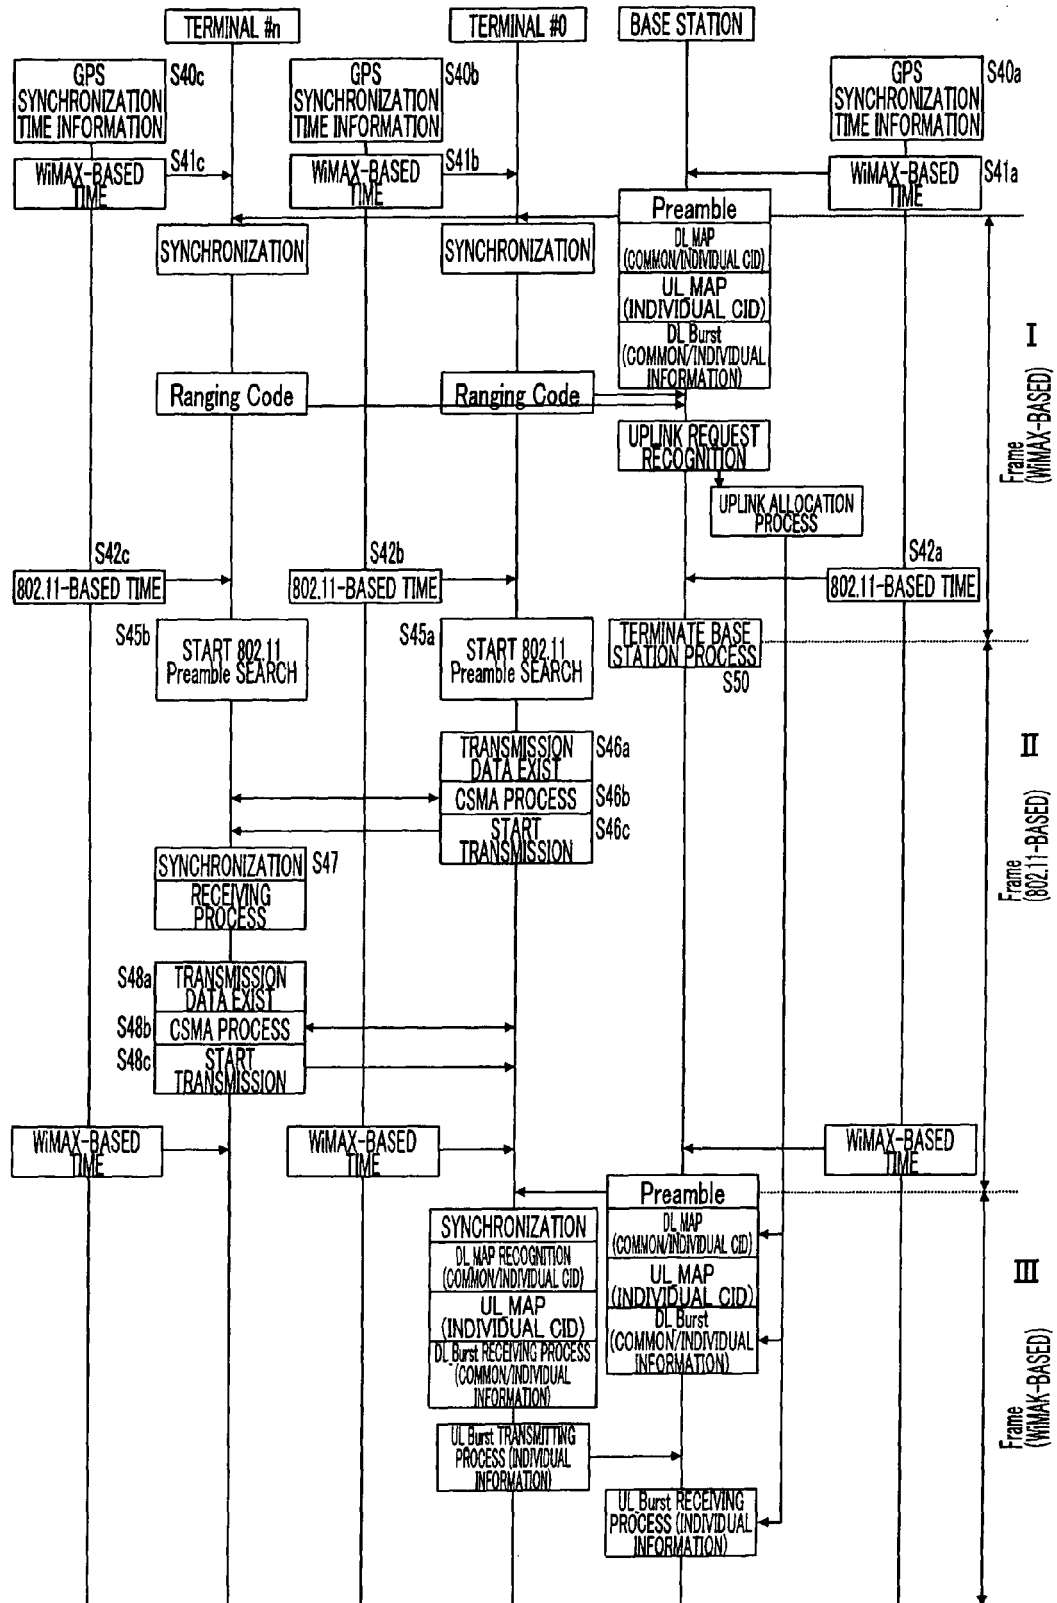 TERMINAL #n
TERMINAL #0
BASE STATION
GPS
SYNCHRONIZATION
TIME INFORMATION
S40c
GPS
SYNCHRONIZATION
TIME INFORMATION
S40b
GPS
SYNCHRONIZATION
TIME INFORMATION
S40a
WiMAX-BASED
TIME
S41c
WiMAX-BASED
TIME
S41b
WiMAX-BASED
TIME
S41a
Preamble
DL MAP
(COMMON/INDIVIDUAL CID)
UL MAP
(INDIVIDUAL CID)
DL Burst
(COMMON/INDIVIDUAL
INFORMATION)
SYNCHRONIZATION
SYNCHRONIZATION
I
Frame
(WiMAX-BASED)
Ranging Code
Ranging Code
UPLINK REQUEST
RECOGNITION
UPLINK ALLOCATION
PROCESS
S42c
802.11-BASED TIME
S42b
802.11-BASED TIME
S42a
802.11-BASED TIME
S45b
START 802.11
Preamble SEARCH
S45a
START 802.11
Preamble SEARCH
TERMINATE BASE
STATION PROCESS
S50
II
Frame
(802.11-BASED)
TRANSMISSION
DATA EXIST
S46a
CSMA PROCESS
S46b
START
TRANSMISSION
S46c
SYNCHRONIZATION
S47
RECEIVING
PROCESS
S48a
TRANSMISSION
DATA EXIST
S48b
CSMA PROCESS
S48c
START
TRANSMISSION
WiMAX-BASED
TIME
WiMAX-BASED
TIME
WiMAX-BASED
TIME
Preamble
DL MAP
(COMMON/INDIVIDUAL CID)
UL MAP
(INDIVIDUAL CID)
DL Burst
(COMMON/INDIVIDUAL
INFORMATION)
SYNCHRONIZATION
DL MAP RECOGNITION
(COMMON/INDIVIDUAL CID)
UL MAP
(INDIVIDUAL CID)
DL Burst RECEIVING PROCESS
(COMMON/INDIVIDUAL
INFORMATION)
III
Frame
(WiMAK-BASED)
UL Burst TRANSMITTING
PROCESS (INDIVIDUAL
INFORMATION)
UL Burst RECEIVING
PROCESS (INDIVIDUAL
INFORMATION)